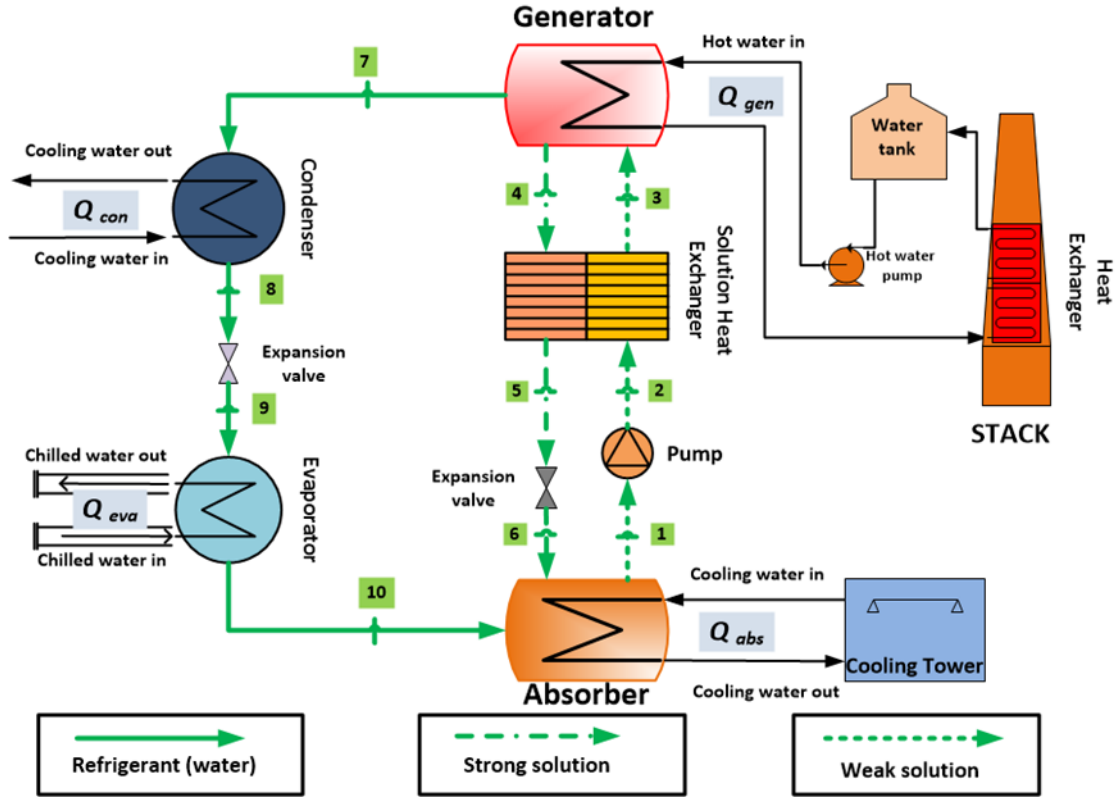 Generator
7
Hot water in
Q gen
Water
tank
Cooling water out
Condenser
Q con
4
3
Cooling water in
Solution Heat
Exchanger
Hot water
pump
Heat
Exchanger
8
Expansion
valve
5
2
9
STACK
Chilled water out
Evaporator
Pump
Expansion
valve
Q eva
6
1
Chilled water in
Cooling water in
10
Q abs
Cooling Tower
Absorber
Cooling water out
Refrigerant (water)
Strong solution
Weak solution